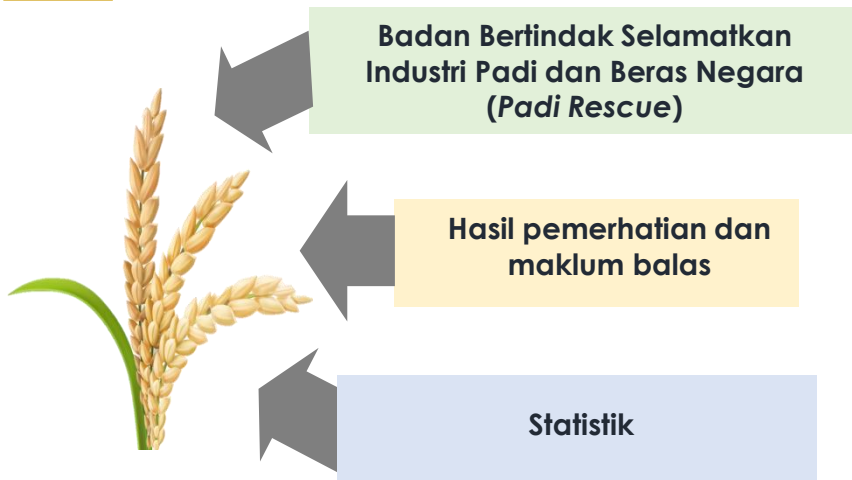 Badan Bertindak Selamatkan
Industri Padi dan Beras Negara
(Padi Rescue)
Hasil pemerhatian dan
maklum balas
Statistik